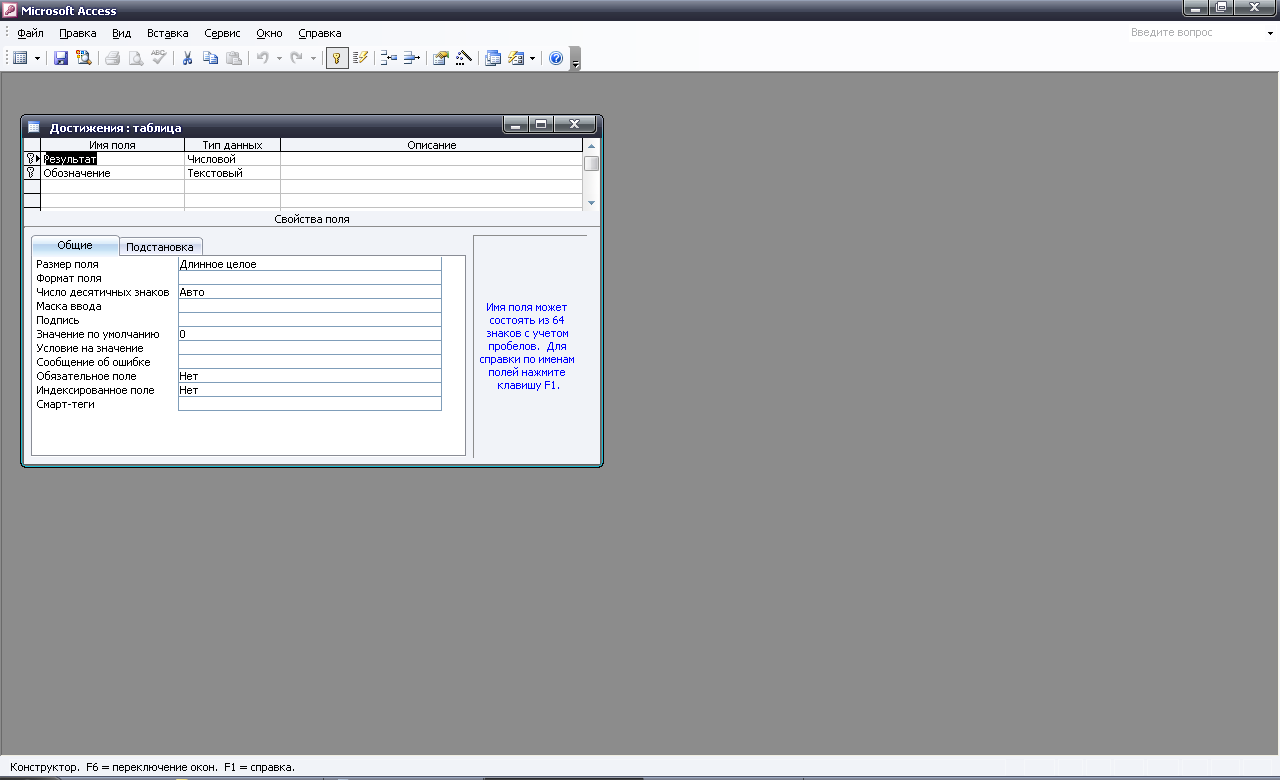 Microsoft Access
Файл Правка Вид Вставка Сервис Окно Справка Введите вопрос
ABC
Достижения : таблица
Имя поля Тип данных Описание
Результат Числовой
Обозначение Текстовый
Свойства поля
Общие Подстановка
Размер поля Длинное целое
Формат поля
Число десятичных знаков Авто
Маска ввода
Подпись
Значение по умолчанию 0
Условие на значение
Сообщение об ошибке
Обязательное поле Нет
Индексированное поле Нет
Смарт-теги
Имя поля может
состоять из 64
знаков с учетом
пробелов. Для
справки по именам
полей нажмите
клавишу F1.
Конструктор. F6 = переключение окон. F1 = справка.